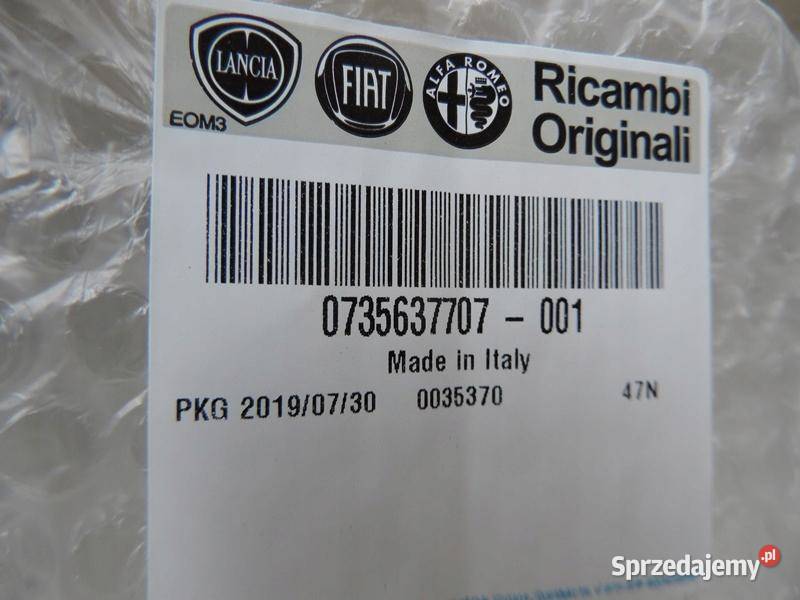 LANCIA
FIAT
ALFA ROMEO
Ricambi
Originali
EOM3
0735637707 - 001
Made in Italy
PKG 2019/07/30 0035370 47N
Sprzedajemy.pl